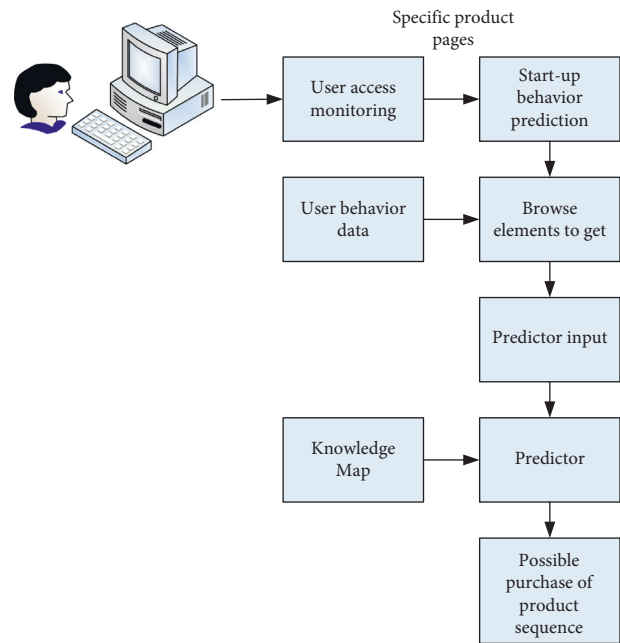 Specific product
pages
User access
monitoring
Start-up
behavior
prediction
User behavior
data
Browse
elements to get
Predictor input
Knowledge
Map
Predictor
Possible
purchase of
product
sequence